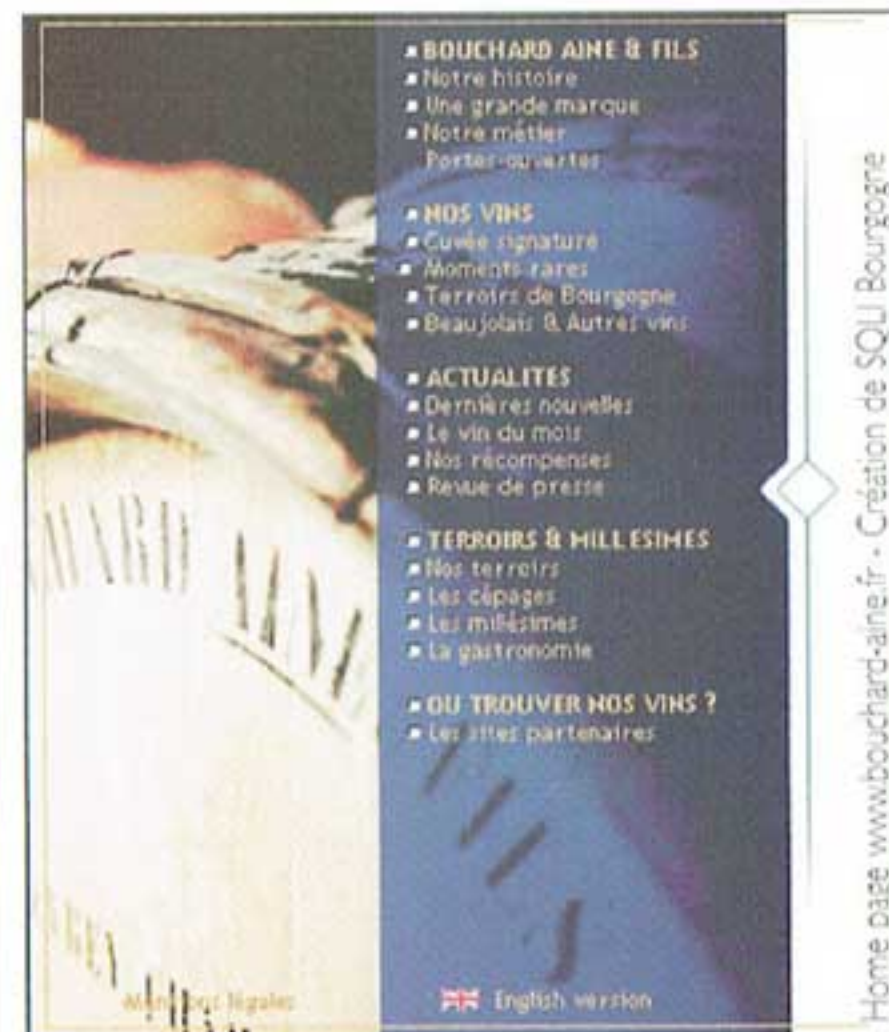 BOUCHARD AINE & FILS
Notre histoire
Une grande marque
Notre métier
Portes-ouvertes
NOS VINS
Cuvée signature
Moments rares
Terroirs de Bourgogne
Beaujolais & Autres vins
ACTUALITES
Dernières nouvelles
Le vin du mois
Nos récompenses
Revue de presse
TERROIRS & MILLESIMES
Nos terroirs
Les cépages
Les millésimes
La gastronomie
OU TROUVER NOS VINS ?
Les sites partenaires
Mentions légales
English version
Home page www.bouchard-aine.fr - Création de SQLI Bourgogne